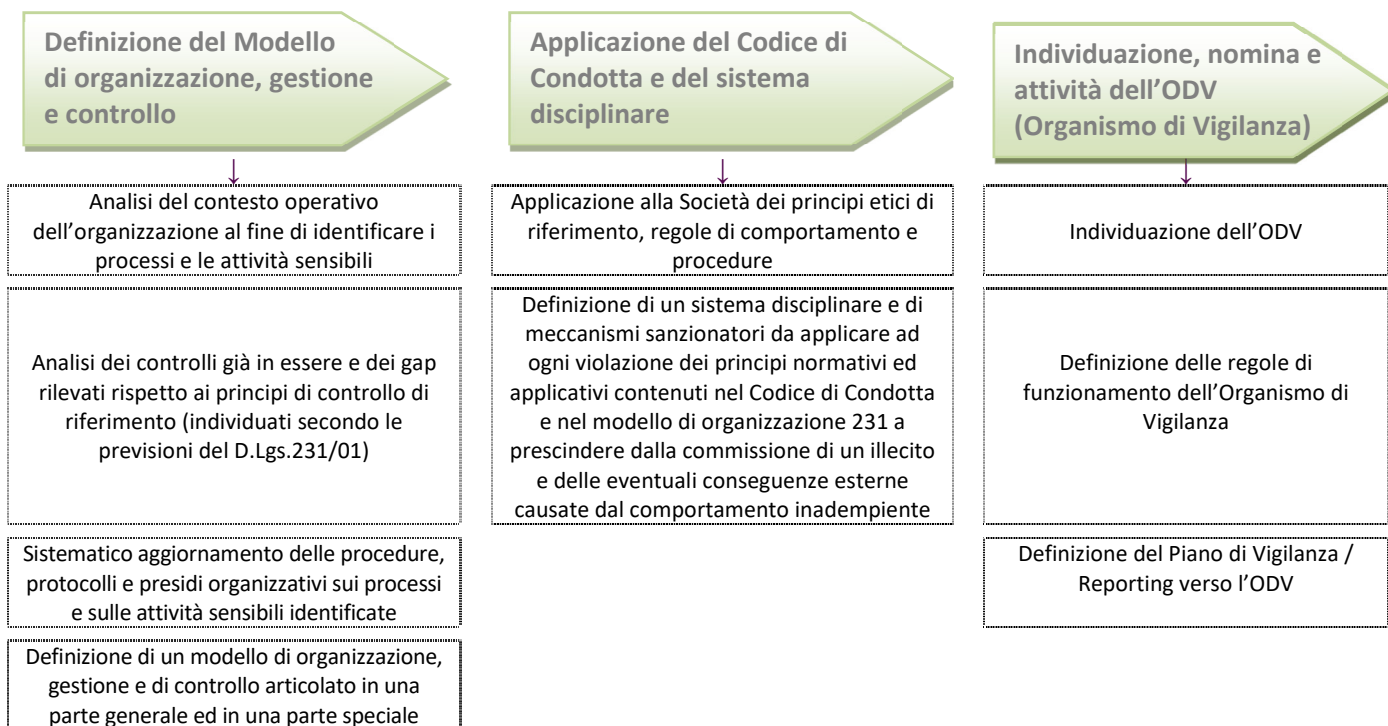 Definizione del Modello
di organizzazione, gestione
e controllo
Analisi del contesto operativo
dell’organizzazione al fine di identificare i
processi e le attività sensibili
Analisi dei controlli già in essere e dei gap
rilevati rispetto ai principi di controllo di
riferimento (individuati secondo le
previsioni del D.Lgs.231/01)
Sistematico aggiornamento delle procedure,
protocolli e presidi organizzativi sui processi
e sulle attività sensibili identificate
Definizione di un modello di organizzazione,
gestione e di controllo articolato in una
parte generale ed in una parte speciale
Applicazione del Codice di
Condotta e del sistema
disciplinare
Applicazione alla Società dei principi etici di
riferimento, regole di comportamento e
procedure
Definizione di un sistema disciplinare e di
meccanismi sanzionatori da applicare ad
ogni violazione dei principi normativi ed
applicativi contenuti nel Codice di Condotta
e nel modello di organizzazione 231 a
prescindere dalla commissione di un illecito
e delle eventuali conseguenze esterne
causate dal comportamento inadempiente
Individuazione, nomina e
attività dell’ODV
(Organismo di Vigilanza)
Individuazione dell’ODV
Definizione delle regole di
funzionamento dell’Organismo di
Vigilanza
Definizione del Piano di Vigilanza /
Reporting verso l’ODV